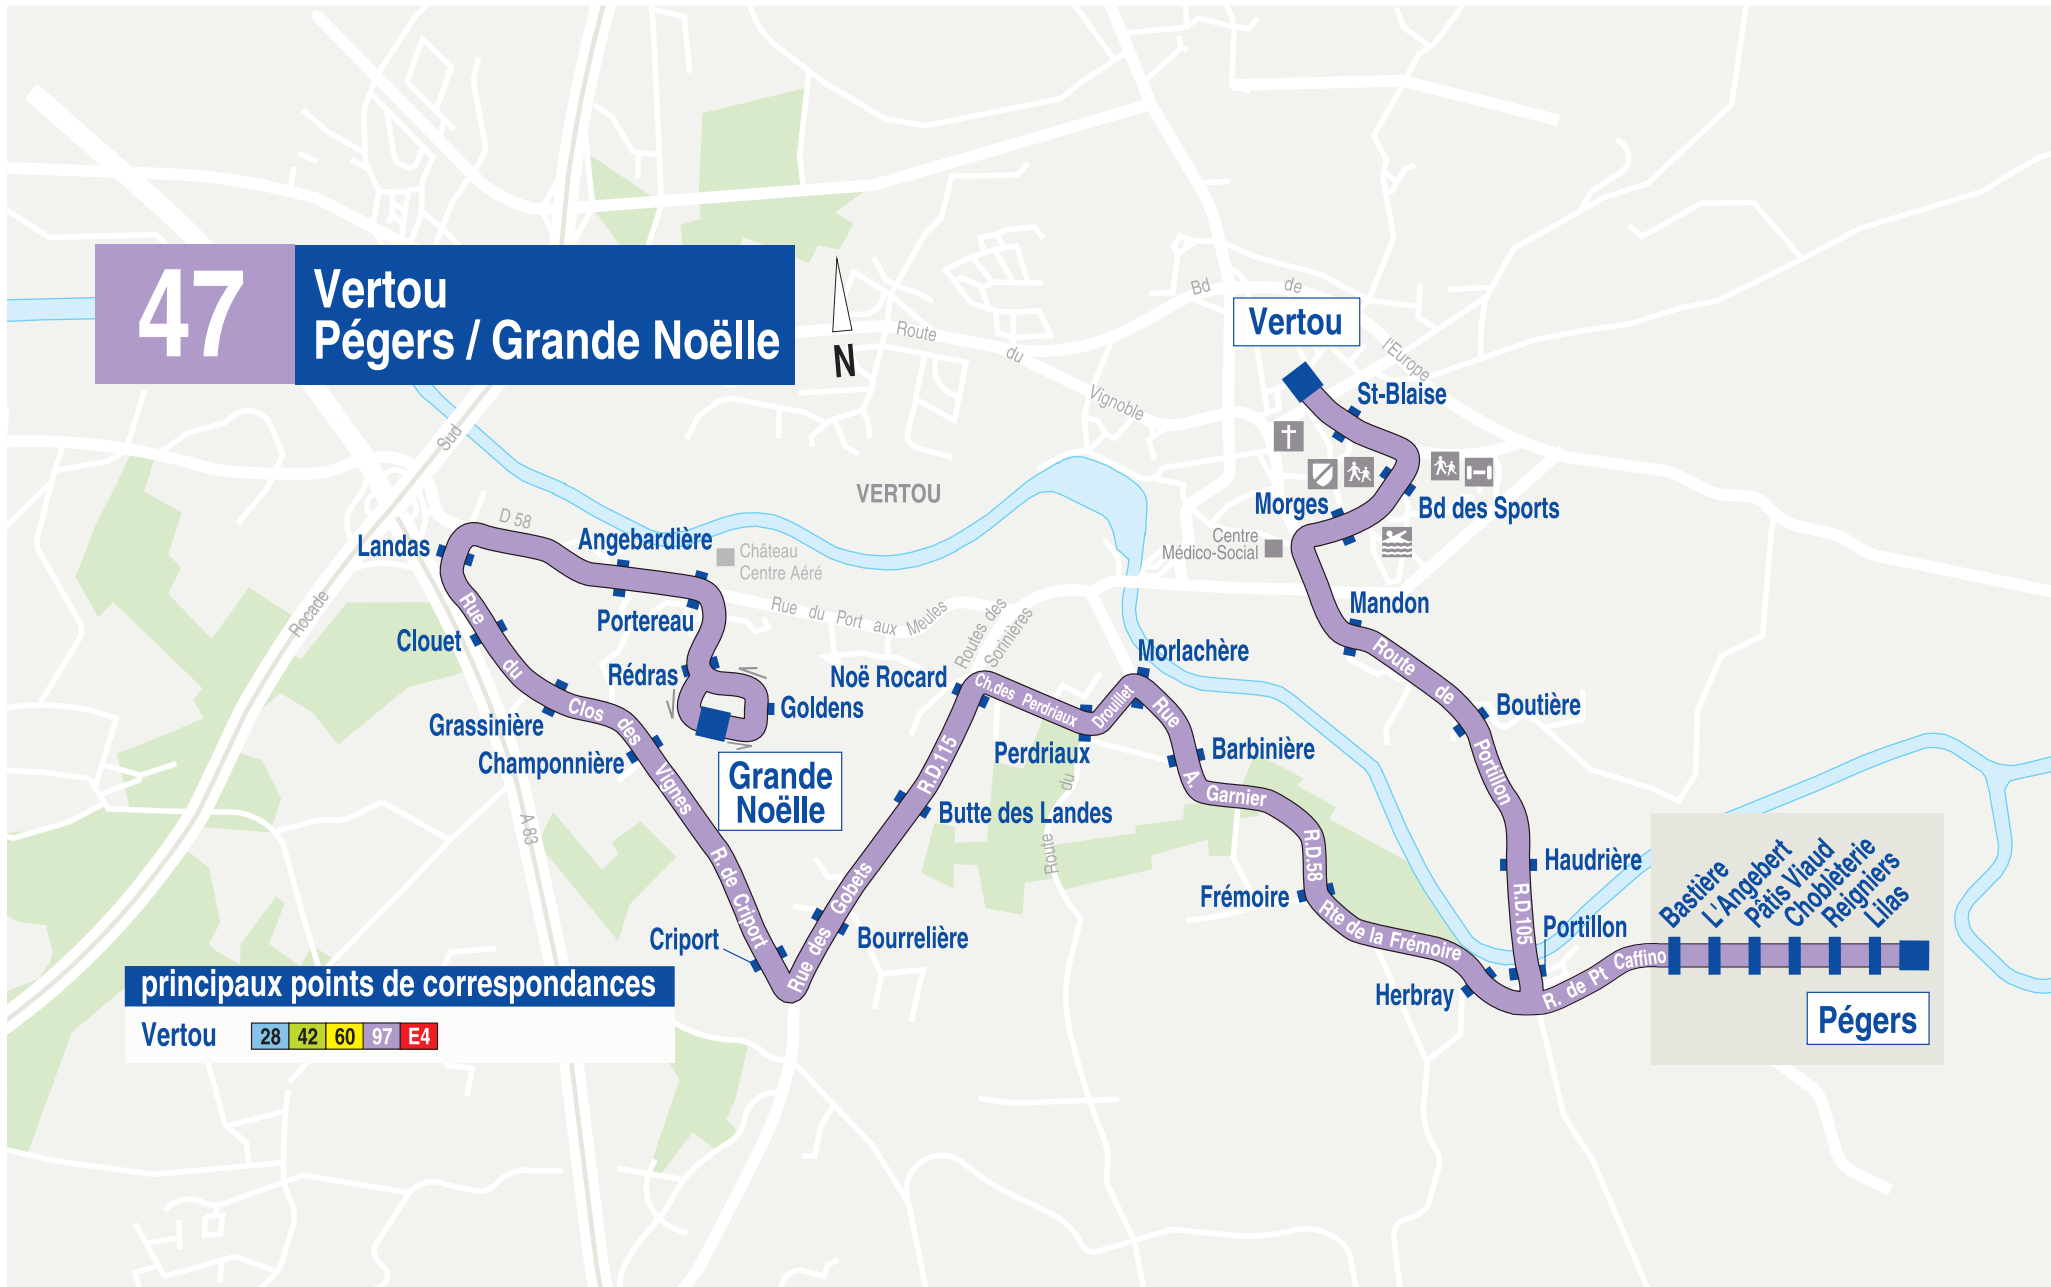 47
Vertou
Pégers / Grande Noëlle
N
Bd de l'Europe
Route du Vignoble
Vertou
St-Blaise
Bd des Sports
Morges
Centre
Médico-Social
VERTOU
Sud
Rocade
D 58
A 83
Landas
Angebardière
Château
Centre Aéré
Portereau
Rue du Port aux Meules
Routes des
Sorinières
Clouet
Rédras
Goldens
Grassinière
Champonnière
Grande
Noëlle
Rue du Clos des Vignes
R. de Criport
Criport
Rue des Gobets
Bourrelière
Butte des Landes
R.D.115
Noë Rocard
Ch.des Perdriaux
Perdriaux
Drouillet
Morlachère
Rue A. Garnier
Barbinière
Route du
R.D.58
Frémoire
Rte de la Frémoire
Herbray
Mandon
Route de Portillon
Boutière
Haudrière
R.D.105
Portillon
R. de Pt Caffino
Bastière
L'Angebert
Pâtis Viaud
Choblèterie
Reigniers
Lilas
Pégers
principaux points de correspondances
Vertou 28 42 60 97 E4